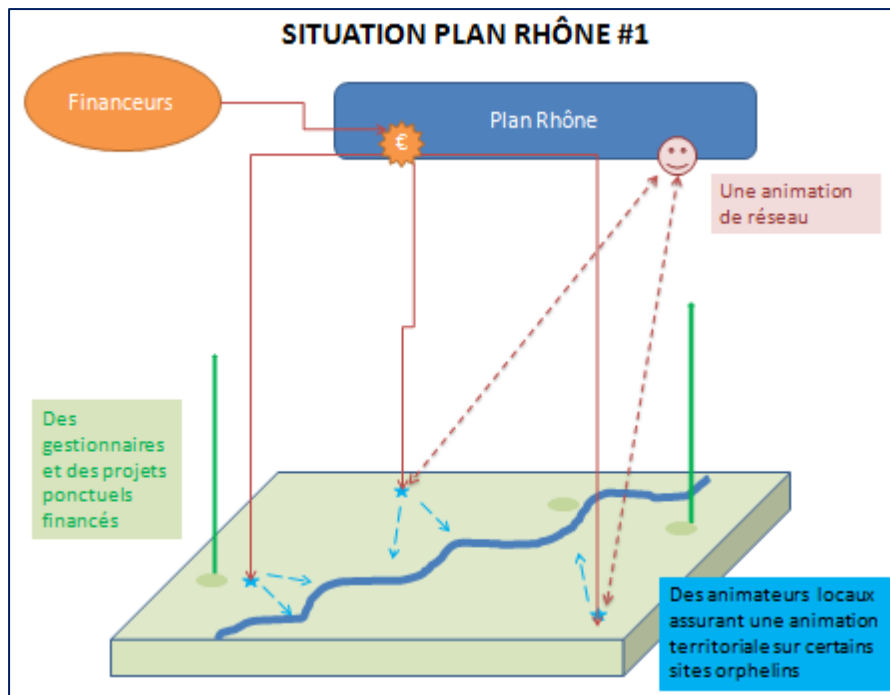 SITUATION PLAN RHÔNE #1
Financeurs
Plan Rhône
€
Une animation
de réseau
Des
gestionnaires
et des projets
ponctuels
financés
Des animateurs locaux
assurant une animation
territoriale sur certains
sites orphelins